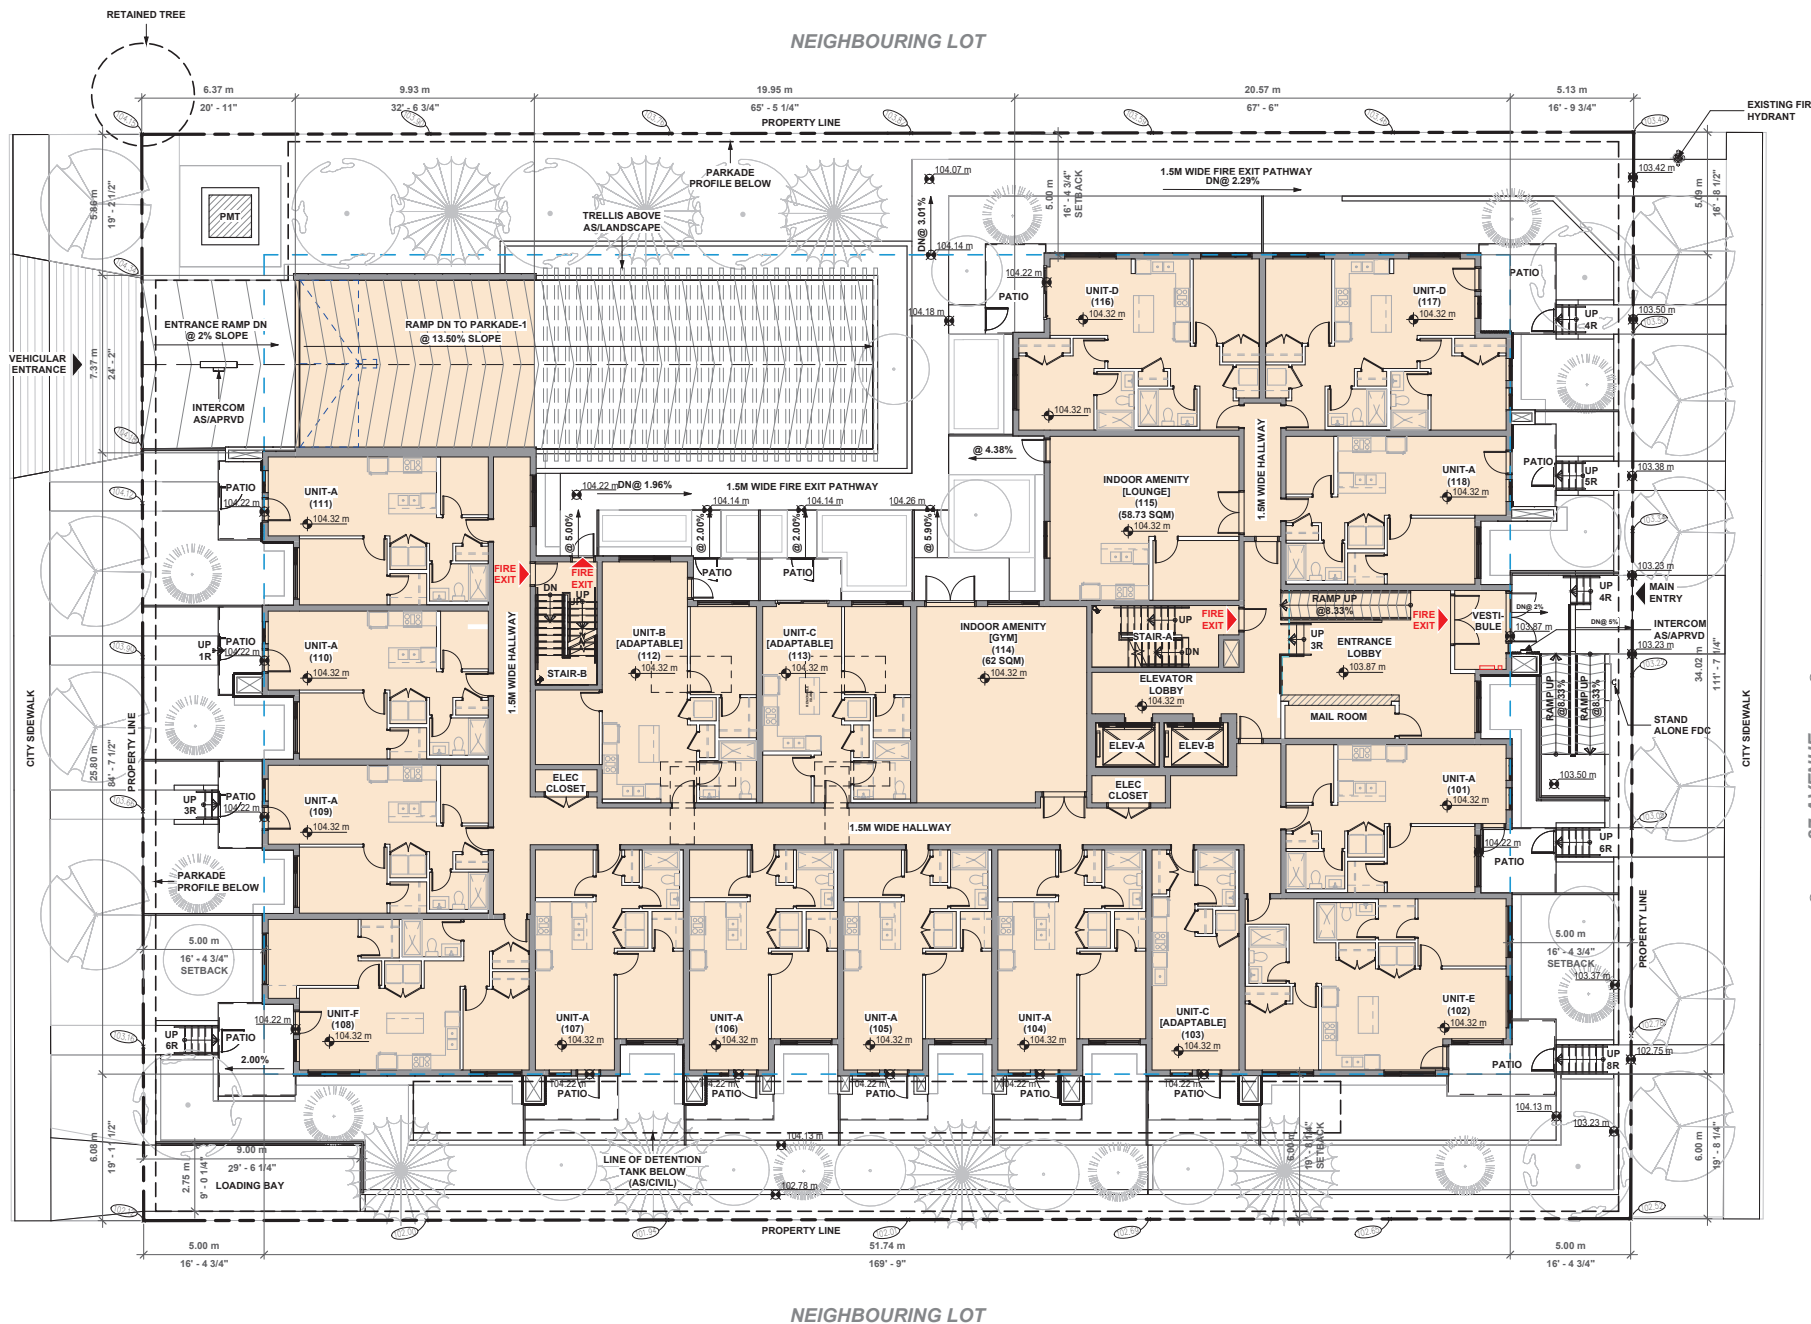 RETAINED TREE
NEIGHBOURING LOT
6.37 m
20' - 11"
9.93 m
32' - 6 3/4"
19.95 m
65' - 5 1/4"
20.57 m
67' - 6"
5.13 m
16' - 9 3/4"
EXISTING FIR
HYDRANT
PROPERTY LINE
PARKADE
PROFILE BELOW
104.07 m
1.5M WIDE FIRE EXIT PATHWAY
DN@ 2.29%
5.00 m
16' - 4 3/4"
SETBACK
103.42 m
5.09 m
16' - 8 1/2"
5.86 m
19' - 2 1/2"
PMT
TRELLIS ABOVE
AS/LANDSCAPE
DN@ 3.01%
104.14 m
104.22 m
PATIO
104.18 m
UNIT-D
(116)
104.32 m
UNIT-D
(117)
104.32 m
PATIO
UP
4R
103.50 m
ENTRANCE RAMP DN
@ 2% SLOPE
RAMP DN TO PARKADE-1
@ 13.50% SLOPE
VEHICULAR
ENTRANCE
7.37 m
24' - 2"
INTERCOM
AS/APRVD
104.32 m
@ 4.38%
1.5M WIDE HALLWAY
INDOOR AMENITY
[LOUNGE]
(115)
(58.73 SQM)
104.32 m
UNIT-A
(118)
104.32 m
PATIO
UP
5R
103.38 m
PATIO
104.22 m
UNIT-A
(111)
104.32 m
104.22 m
DN@ 1.96%
1.5M WIDE FIRE EXIT PATHWAY
104.14 m
104.14 m
104.26 m
@ 5.00%
@ 2.00%
@ 2.00%
@ 5.90%
PATIO
PATIO
FIRE
EXIT
FIRE
EXIT
DN
UP
STAIR-B
103.23 m
UP
4R
MAIN
ENTRY
RAMP UP
@8.33%
FIRE
EXIT
UP
STAIR-A
DN
FIRE
EXIT
VESTI-
BULE
DN@ 2%
103.87 m
DN@ 5%
INTERCOM
AS/APRVD
103.23 m
UP
3R
ENTRANCE
LOBBY
103.87 m
UNIT-A
(110)
104.32 m
UP
1R
PATIO
104.22 m
1.5M WIDE HALLWAY
UNIT-B
[ADAPTABLE]
(112)
104.32 m
UNIT-C
[ADAPTABLE]
(113)
104.32 m
INDOOR AMENITY
[GYM]
(114)
(62 SQM)
104.32 m
ELEVATOR
LOBBY
104.32 m
MAIL ROOM
RAMP UP
@8.33%
RAMP UP
@8.33%
34.02 m
111' - 7 1/4"
STAND
ALONE FDC
CITY SIDEWALK
CITY SIDEWALK
PROPERTY LINE
25.80 m
84' - 7 1/2"
ELEV-A
ELEV-B
103.50 m
ELEC
CLOSET
ELEC
CLOSET
UP
3R
PATIO
104.22 m
UNIT-A
(109)
104.32 m
1.5M WIDE HALLWAY
UNIT-A
(101)
104.32 m
104.22 m
PATIO
UP
6R
PARKADE
PROFILE BELOW
PROPERTY LINE
5.00 m
16' - 4 3/4"
SETBACK
5.00 m
16' - 4 3/4"
SETBACK
103.37 m
104.22 m
UNIT-F
(108)
104.32 m
UP
6R
PATIO
2.00%
UNIT-A
(107)
104.32 m
UNIT-A
(106)
104.32 m
UNIT-A
(105)
104.32 m
UNIT-A
(104)
104.32 m
UNIT-C
[ADAPTABLE]
(103)
104.32 m
UNIT-E
(102)
104.32 m
PATIO
UP
8R
102.75 m
104.22 m
PATIO
104.22 m
PATIO
104.22 m
PATIO
104.22 m
PATIO
104.22 m
PATIO
104.13 m
103.23 m
6.08 m
19' - 11 1/2"
9.00 m
29' - 6 1/4"
LOADING BAY
2.75 m
9' - 0 1/4"
104.13 m
LINE OF DETENTION
TANK BELOW
(AS/CIVIL)
102.78 m
6.00 m
19' - 8 1/4"
SETBACK
6.00 m
19' - 8 1/4"
PROPERTY LINE
5.00 m
16' - 4 3/4"
51.74 m
169' - 9"
5.00 m
16' - 4 3/4"
NEIGHBOURING LOT